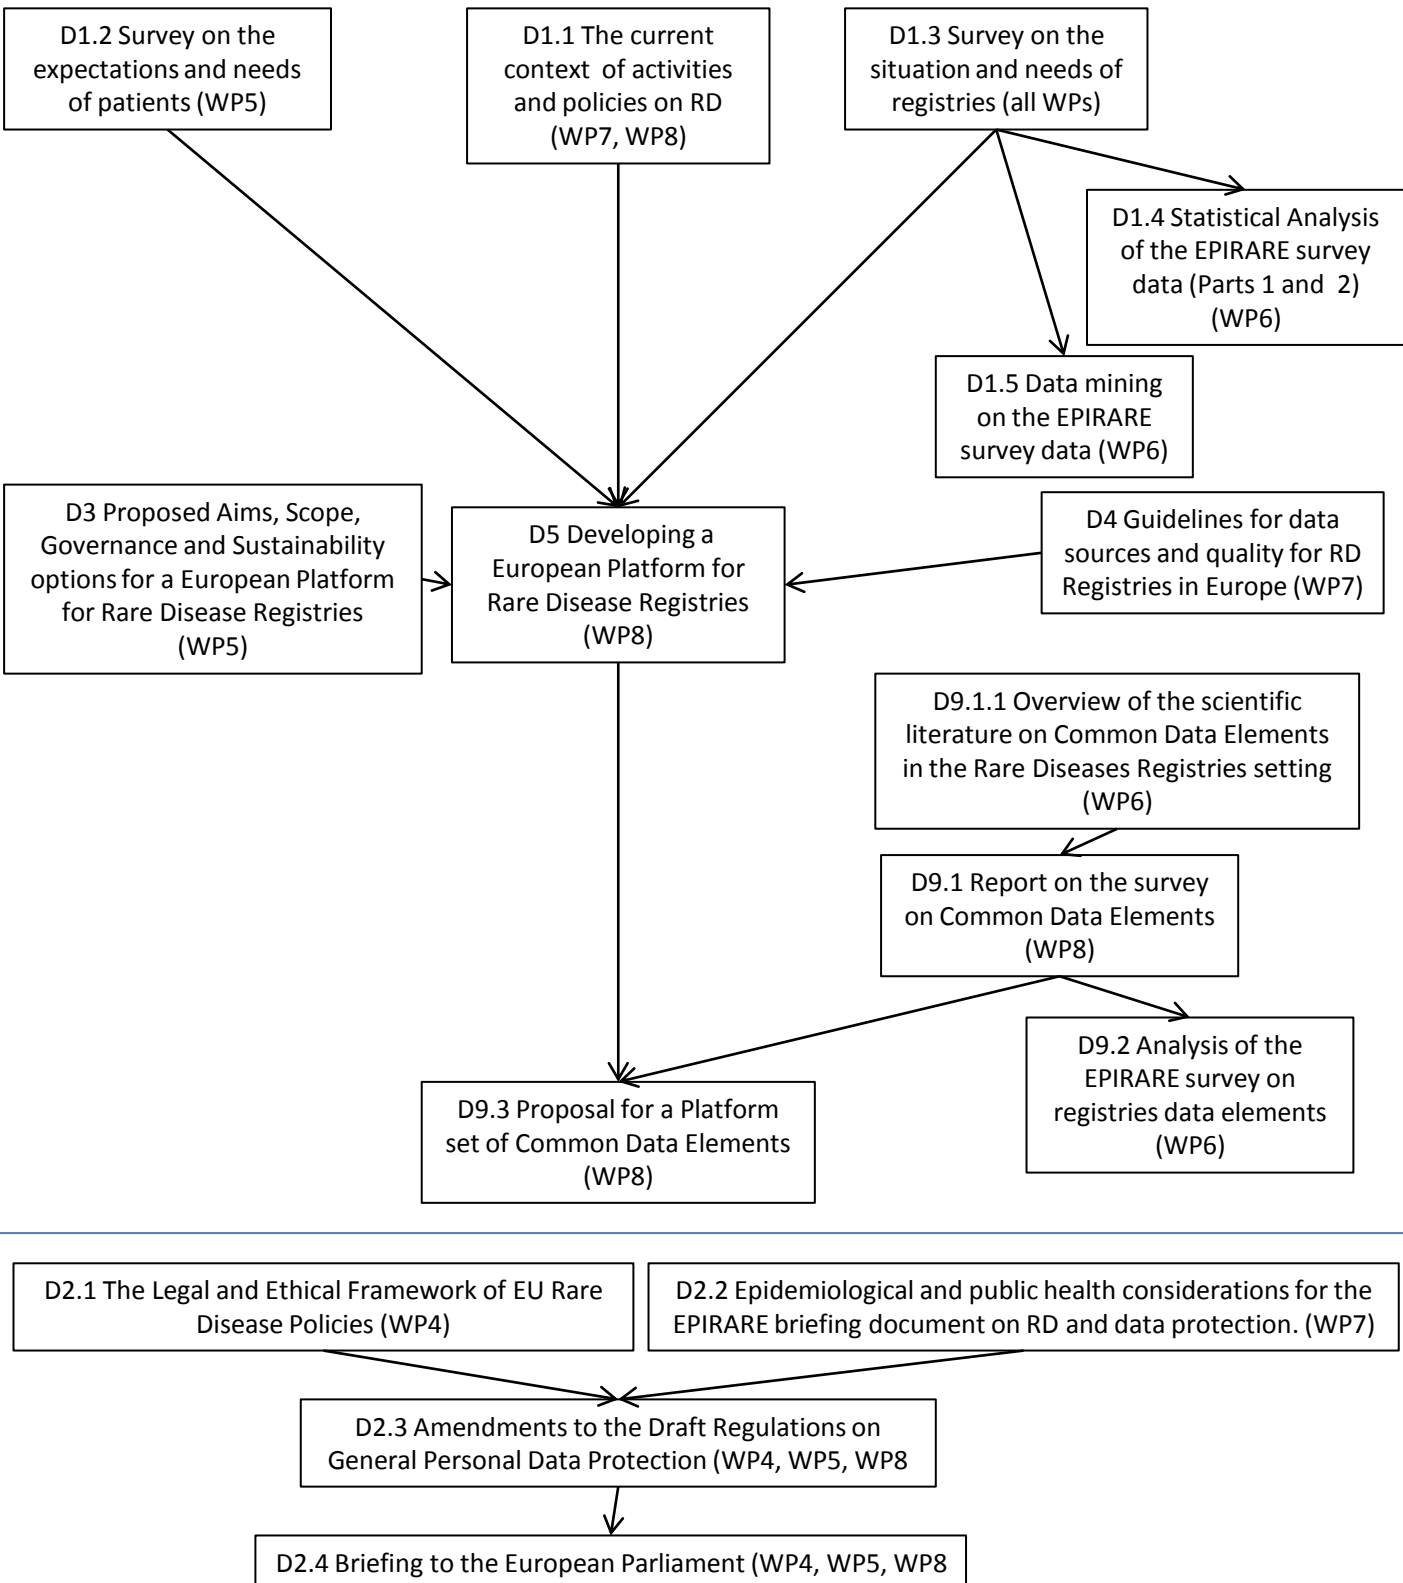 D1.2 Survey on the
expectations and needs
of patients (WP5)
D1.1 The current
context of activities
and policies on RD
(WP7, WP8)
D1.3 Survey on the
situation and needs of
registries (all WPs)
D1.4 Statistical Analysis
of the EPIRARE survey
data (Parts 1 and 2)
(WP6)
D1.5 Data mining
on the EPIRARE
survey data (WP6)
D3 Proposed Aims, Scope,
Governance and Sustainability
options for a European Platform
for Rare Disease Registries
(WP5)
D5 Developing a
European Platform for
Rare Disease Registries
(WP8)
D4 Guidelines for data
sources and quality for RD
Registries in Europe (WP7)
D9.1.1 Overview of the scientific
literature on Common Data Elements
in the Rare Diseases Registries setting
(WP6)
D9.1 Report on the survey
on Common Data Elements
(WP8)
D9.2 Analysis of the
EPIRARE survey on
registries data elements
(WP6)
D9.3 Proposal for a Platform
set of Common Data Elements
(WP8)
D2.1 The Legal and Ethical Framework of EU Rare
Disease Policies (WP4)
D2.2 Epidemiological and public health considerations for the
EPIRARE briefing document on RD and data protection. (WP7)
D2.3 Amendments to the Draft Regulations on
General Personal Data Protection (WP4, WP5, WP8
D2.4 Briefing to the European Parliament (WP4, WP5, WP8